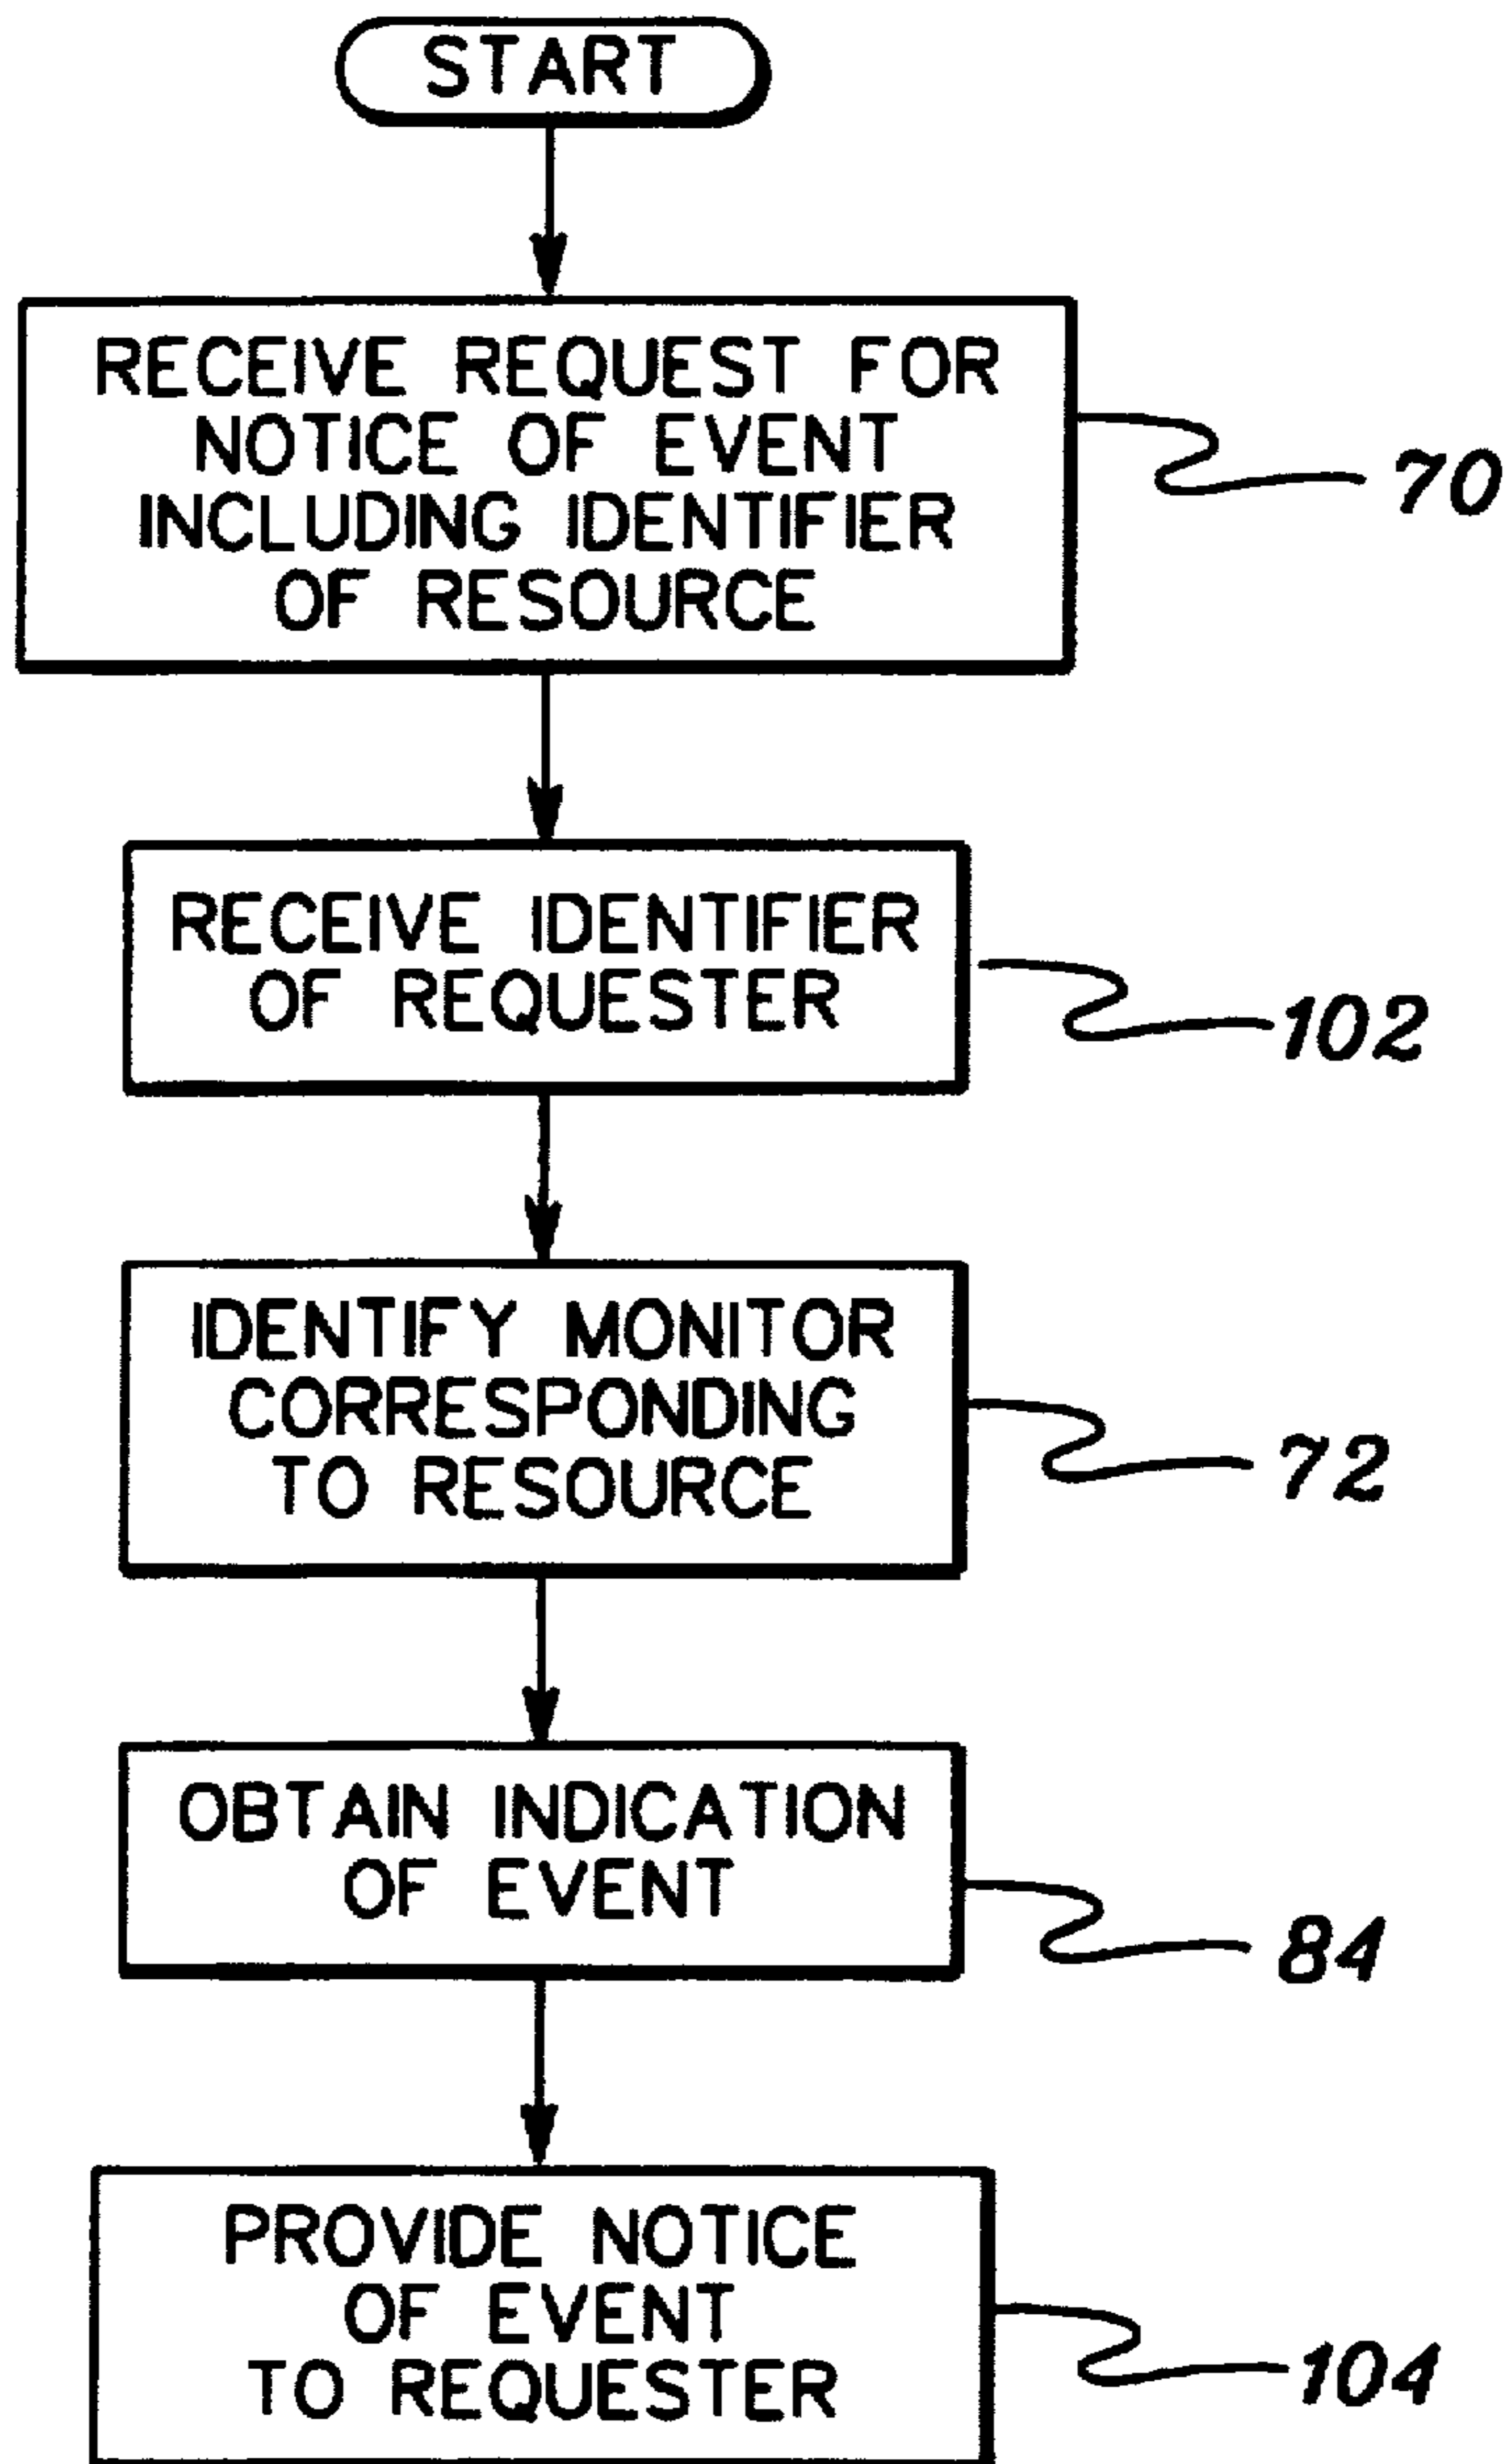 START
RECEIVE REQUEST FOR
NOTICE OF EVENT
INCLUDING IDENTIFIER
OF RESOURCE
70
RECEIVE IDENTIFIER
OF REQUESTER
102
IDENTIFY MONITOR
CORRESPONDING
TO RESOURCE
72
OBTAIN INDICATION
OF EVENT
84
PROVIDE NOTICE
OF EVENT
TO REQUESTER
104